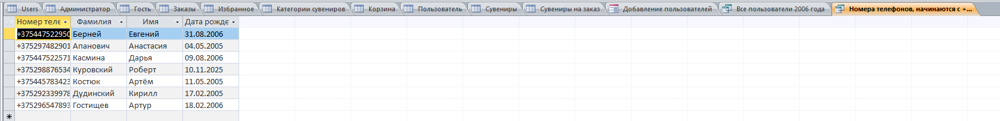 Users Администратор Гость Заказы Избранное Категории сувениров Корзина Пользователь Сувениры Сувениры на заказ Добавление пользователей Все пользователи 2006 года Номера телефонов, начинаются с +...
Номер теле Фамилия Имя Дата рожде
+375447522950 Берней Евгений 31.08.2006
+375297482901 Апанович Анастасия 04.05.2005
+375447522571 Касмина Дарья 09.08.2006
+375298876534 Куровский Роберт 10.11.2025
+375445783423 Костюк Артём 11.05.2005
+375292339978 Дудинский Кирилл 17.02.2005
+375296547893 Гостищев Артур 18.02.2006